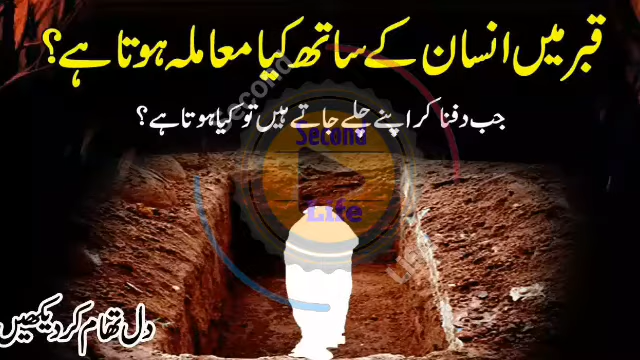 قبر میں انسان کے ساتھ کیا معاملہ ہوتا ہے؟
جب دفنا کر اپنے چلے جاتے ہیں تو کیا ہوتا ہے؟
Second
Life
دل تھام کر دیکھیں